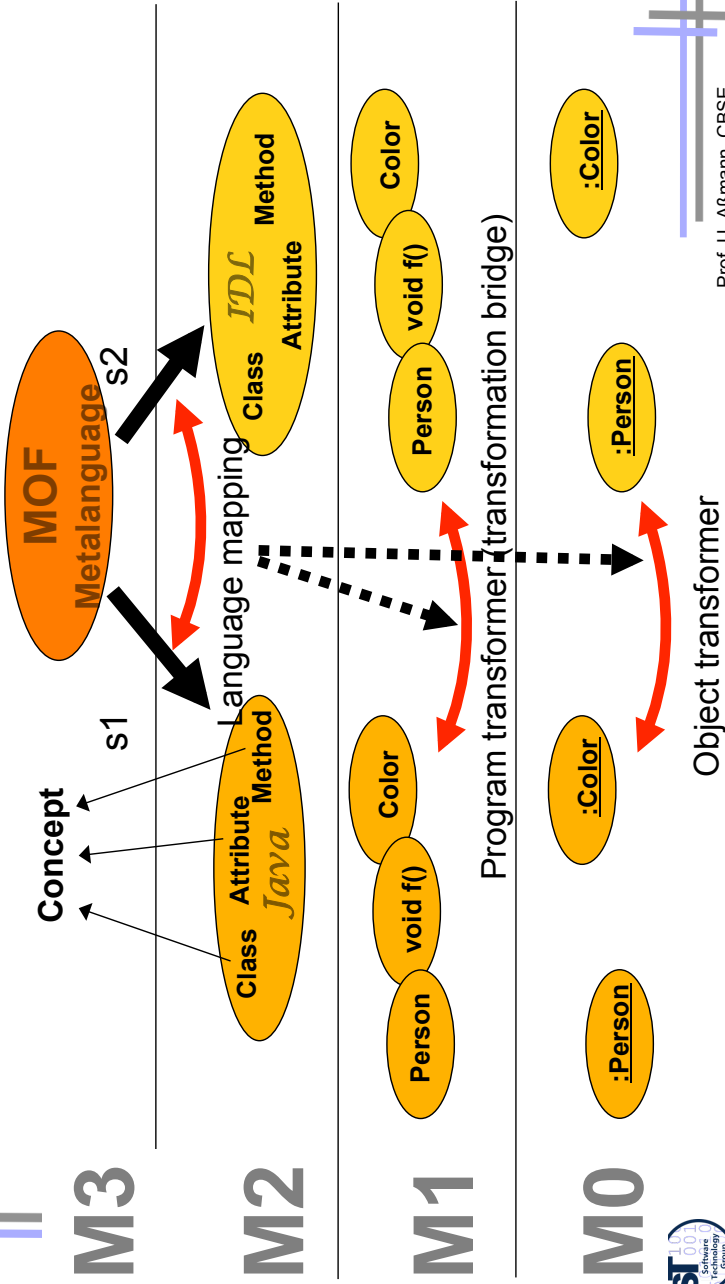 M3
Concept
s1
MOF
Metalanguage
s2
M2
Class
Attribute
Method
Java
Language mapping
Class
IDL
Method
Attribute
M1
Person
void f()
Color
Person
void f()
Color
Program transformer (transformation bridge)
M0
:Person
:Color
:Person
:Color
Object transformer
ST
Software
Technology
Group
Prof. U. Aßmann, CBSE